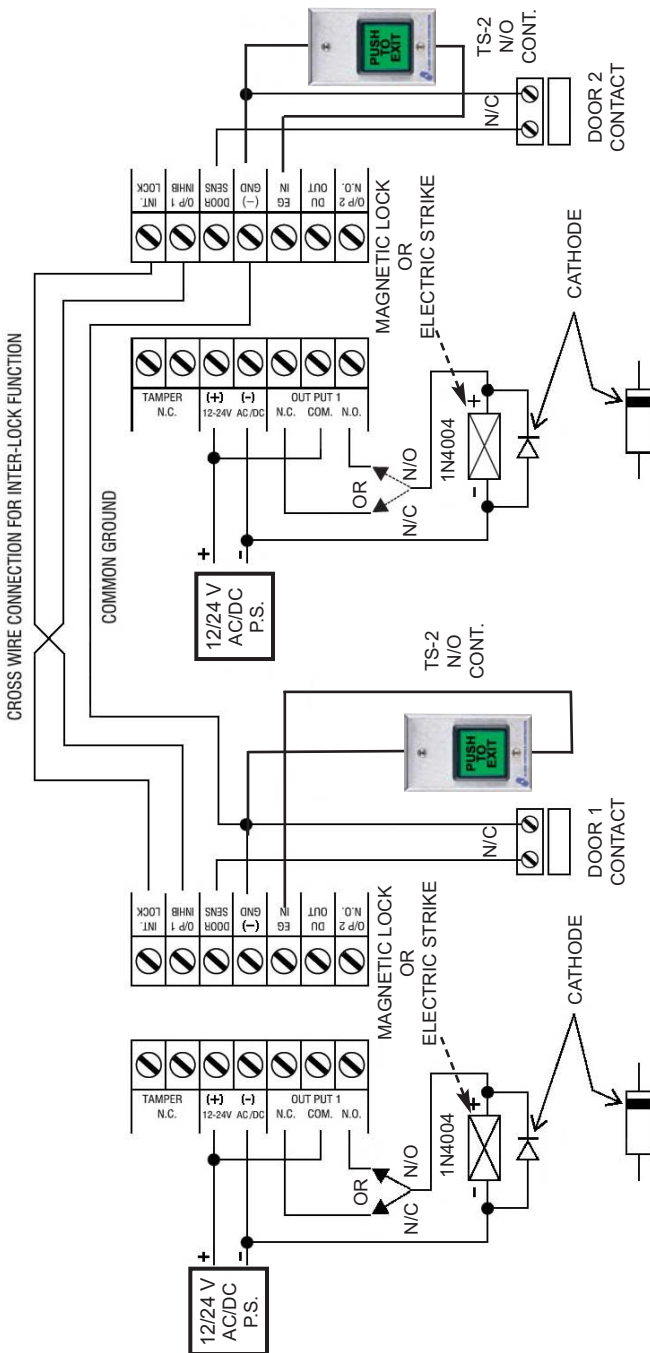 CROSS WIRE CONNECTION FOR INTER-LOCK FUNCTION
COMMON GROUND
INT.
LOCK
O/P 1
INHIB
DOOR
SENS
(−)
GND
EG
IN
DU
OUT
O/P 2
N.O.
PUSH
TO
EXIT
TS-2
N/O
CONT.
N/C
DOOR 2
CONTACT
MAGNETIC LOCK
OR
ELECTRIC STRIKE
TAMPER
N.C.
(+)
12-24V
(-)
AC/DC
OUT PUT 1
N.C.
COM.
N.O.
+
-
12/24 V
AC/DC
P.S.
OR
N/O
N/C
+
1N4004
-
CATHODE
INT.
LOCK
O/P 1
INHIB
DOOR
SENS
(−)
GND
EG
IN
DU
OUT
O/P 2
N.O.
PUSH
TO
EXIT
TS-2
N/O
CONT.
N/C
DOOR 1
CONTACT
MAGNETIC LOCK
OR
ELECTRIC STRIKE
TAMPER
N.C.
(+)
12-24V
(-)
AC/DC
OUT PUT 1
N.C.
COM.
N.O.
+
-
12/24 V
AC/DC
P.S.
OR
N/O
N/C
+
1N4004
-
CATHODE